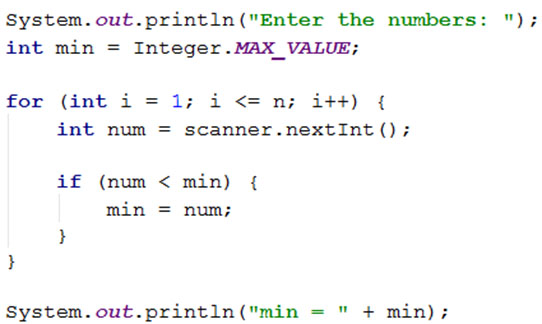 System.out.println("Enter the numbers: ");
int min = Integer.MAX_VALUE;
for (int i = 1; i <= n; i++) {
int num = scanner.nextInt();
if (num < min) {
min = num;
}
}
System.out.println("min = " + min);